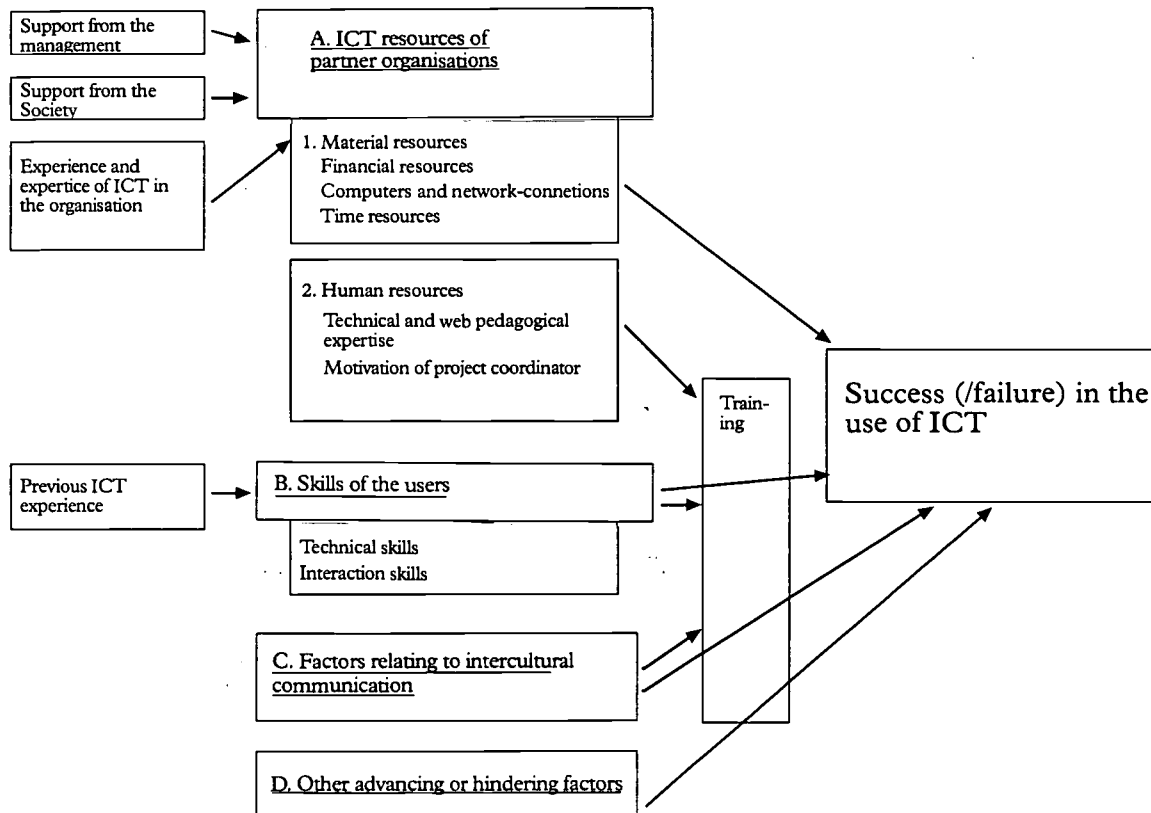 Support from the
management
Support from the
Society
Experience and
expertice of ICT in
the organisation
A. ICT resources of
partner organisations
1. Material resources
Financial resources
Computers and network-connetions
Time resources
2. Human resources
Technical and web pedagogical
expertise
Motivation of project coordinator
Train-
ing
Success (/failure) in the
use of ICT
Previous ICT
experience
B. Skills of the users
Technical skills
Interaction skills
C. Factors relating to intercultural
communication
D. Other advancing or hindering factors